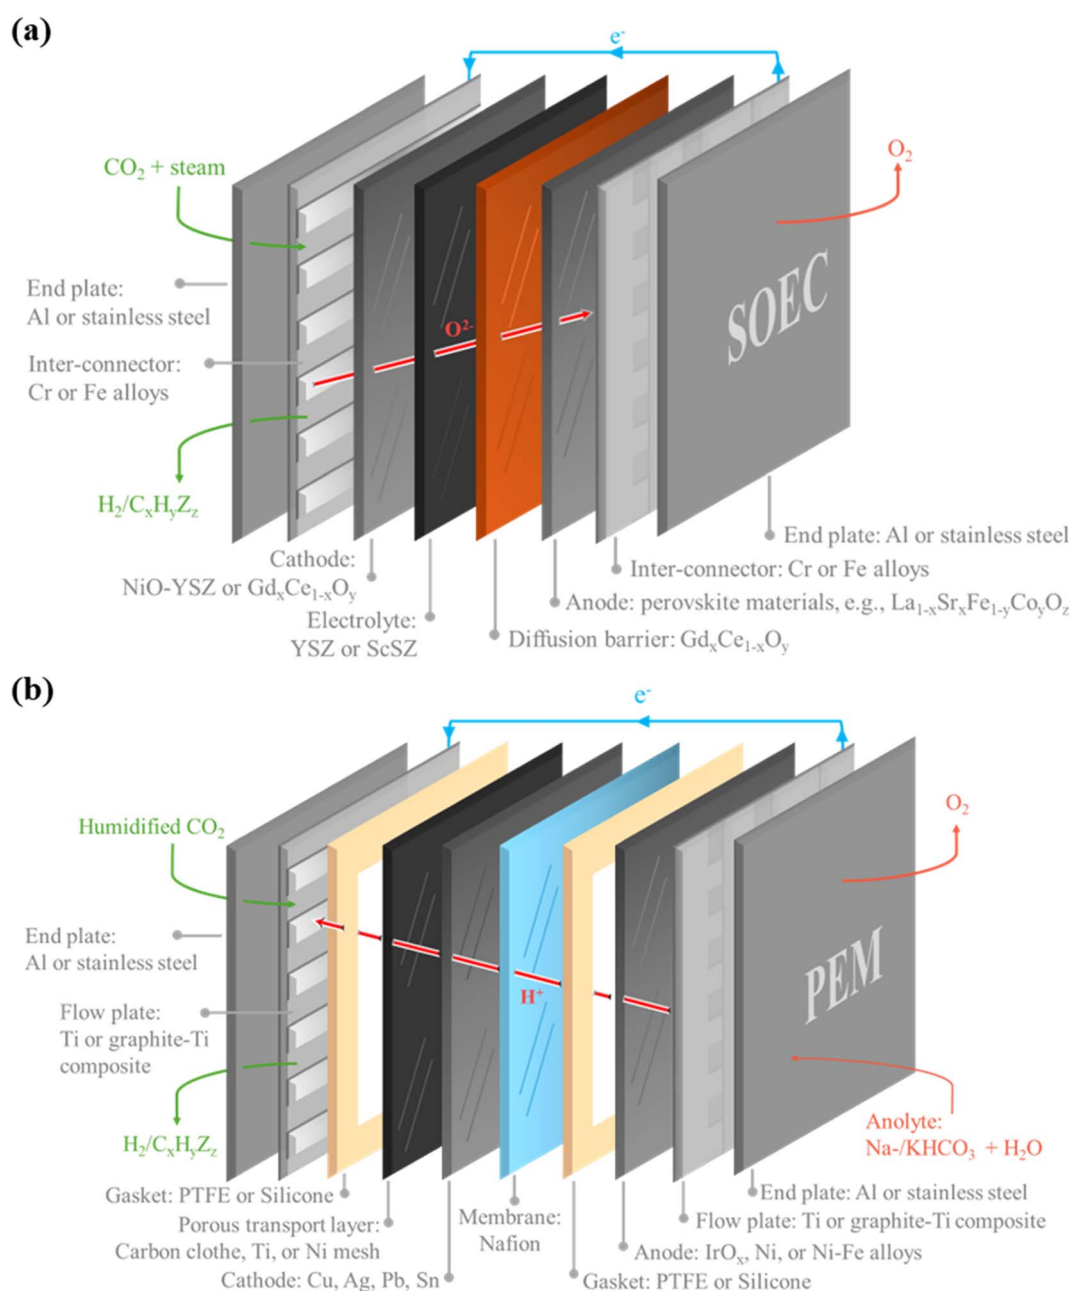 (a)
e⁻
CO₂ + steam
O₂
End plate:
Al or stainless steel
SOEC
O²⁻
Inter-connector:
Cr or Fe alloys
H₂/CₓHᵧZ_z
End plate: Al or stainless steel
Cathode:
NiO-YSZ or GdₓCe₁₋ₓOᵧ
Inter-connector: Cr or Fe alloys
Anode: perovskite materials, e.g., La₁₋ₓSrₓFe₁₋ᵧCoᵧO_z
Electrolyte:
YSZ or ScSZ
Diffusion barrier: GdₓCe₁₋ₓOᵧ
(b)
e⁻
Humidified CO₂
O₂
End plate:
Al or stainless steel
PEM
H⁺
Flow plate:
Ti or graphite-Ti
composite
H₂/CₓHᵧZ_z
Anolyte:
Na-/KHCO₃ + H₂O
Gasket: PTFE or Silicone
End plate: Al or stainless steel
Porous transport layer:
Carbon clothe, Ti, or Ni mesh
Membrane:
Nafion
Flow plate: Ti or graphite-Ti composite
Anode: IrOₓ, Ni, or Ni-Fe alloys
Cathode: Cu, Ag, Pb, Sn
Gasket: PTFE or Silicone